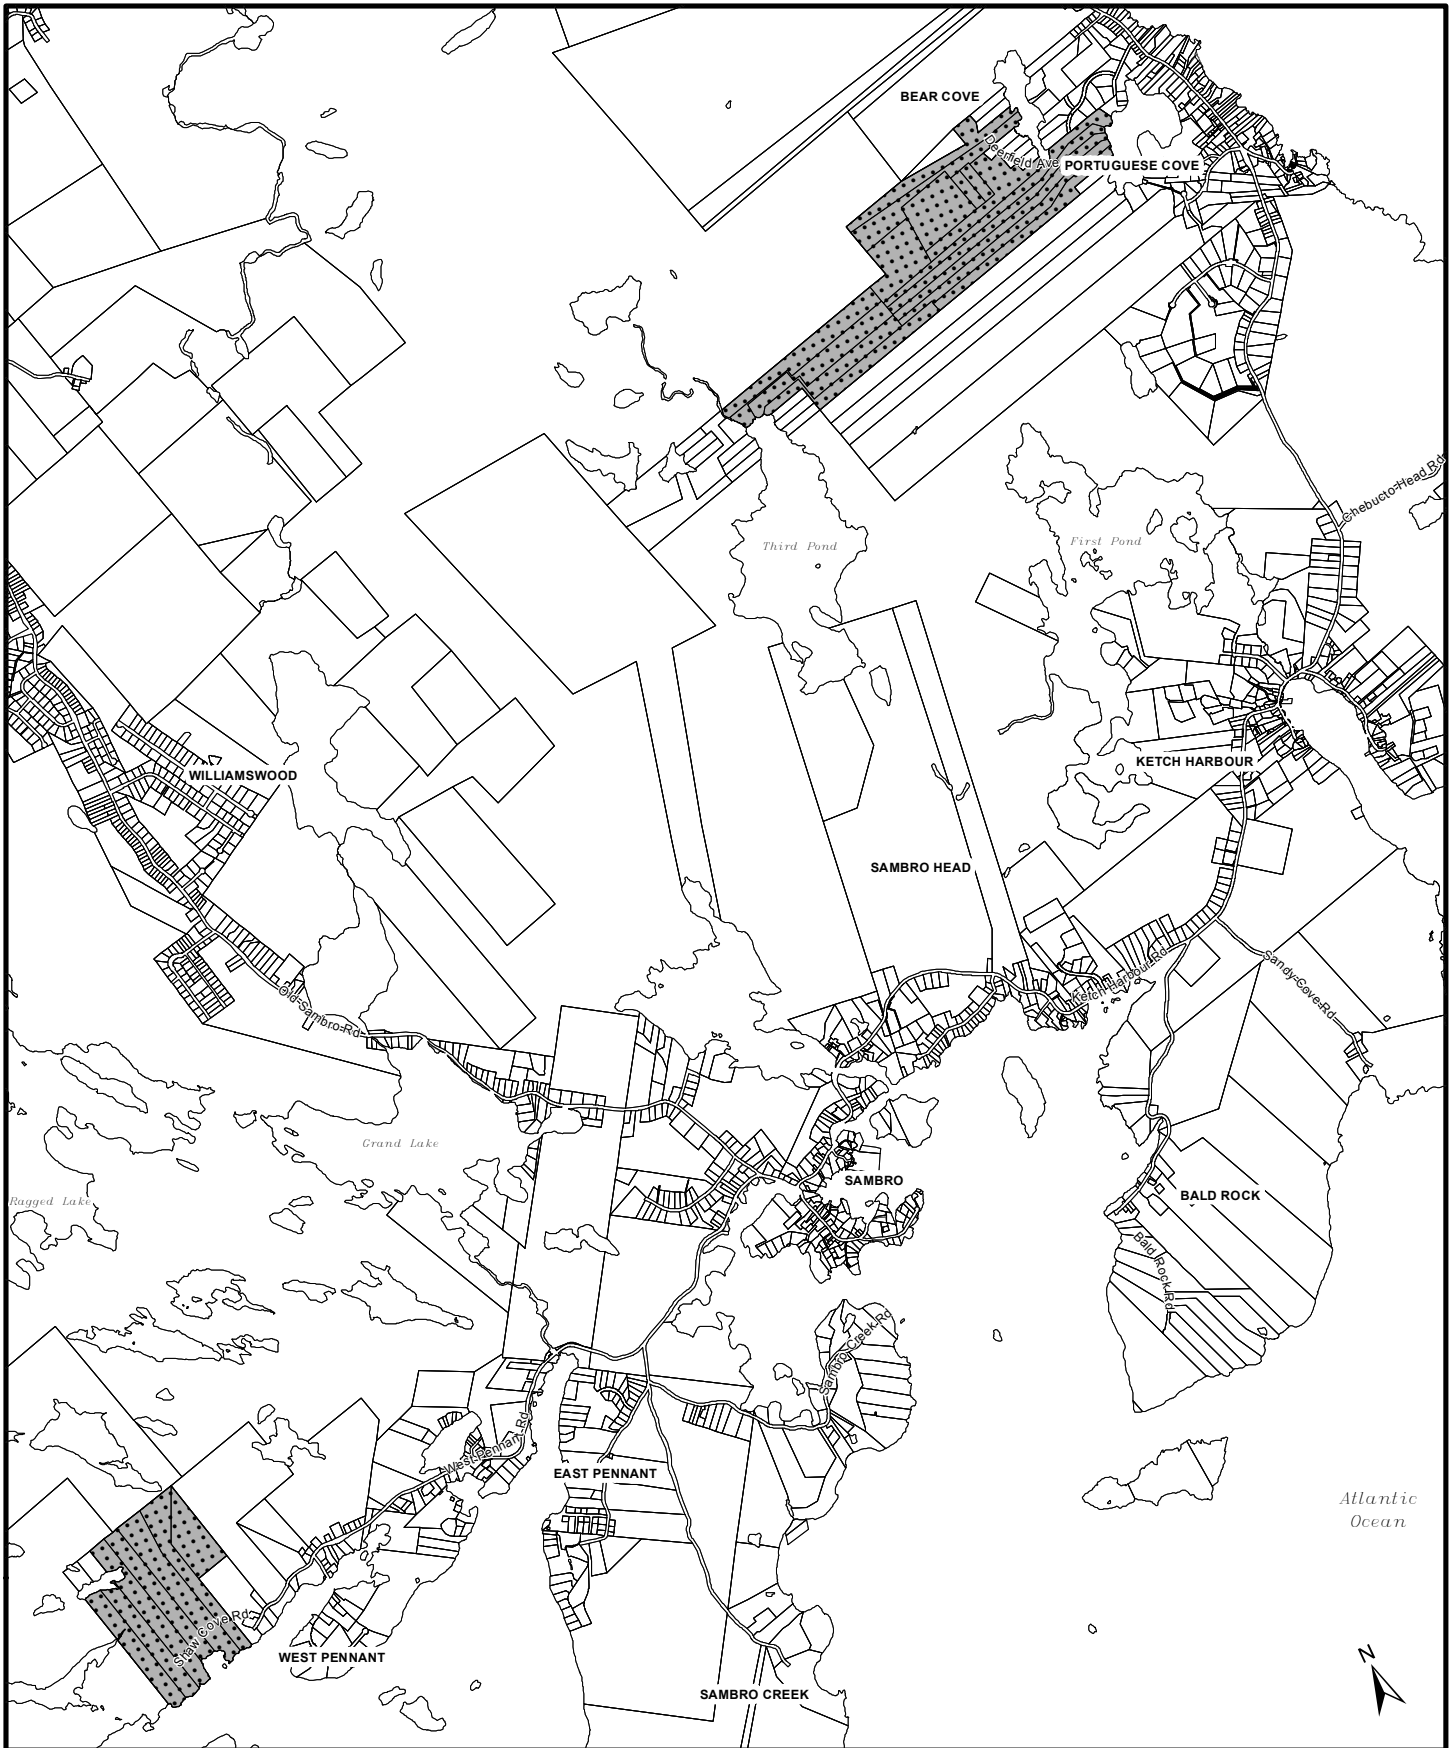 BEAR COVE
Deerfield Ave
PORTUGUESE COVE
Chebucto Head Rd
Third Pond
First Pond
KETCH HARBOUR
WILLIAMSWOOD
SAMBRO HEAD
Ketch Harbour Rd
Sandy Cove Rd
Old Sambro Rd
Grand Lake
SAMBRO
BALD ROCK
Ragged Lake
Bald Rock Rd
Sambro Creek Rd
West Pennant Rd
EAST PENNANT
Atlantic
Ocean
Shaw Cove Rd
WEST PENNANT
SAMBRO CREEK
N